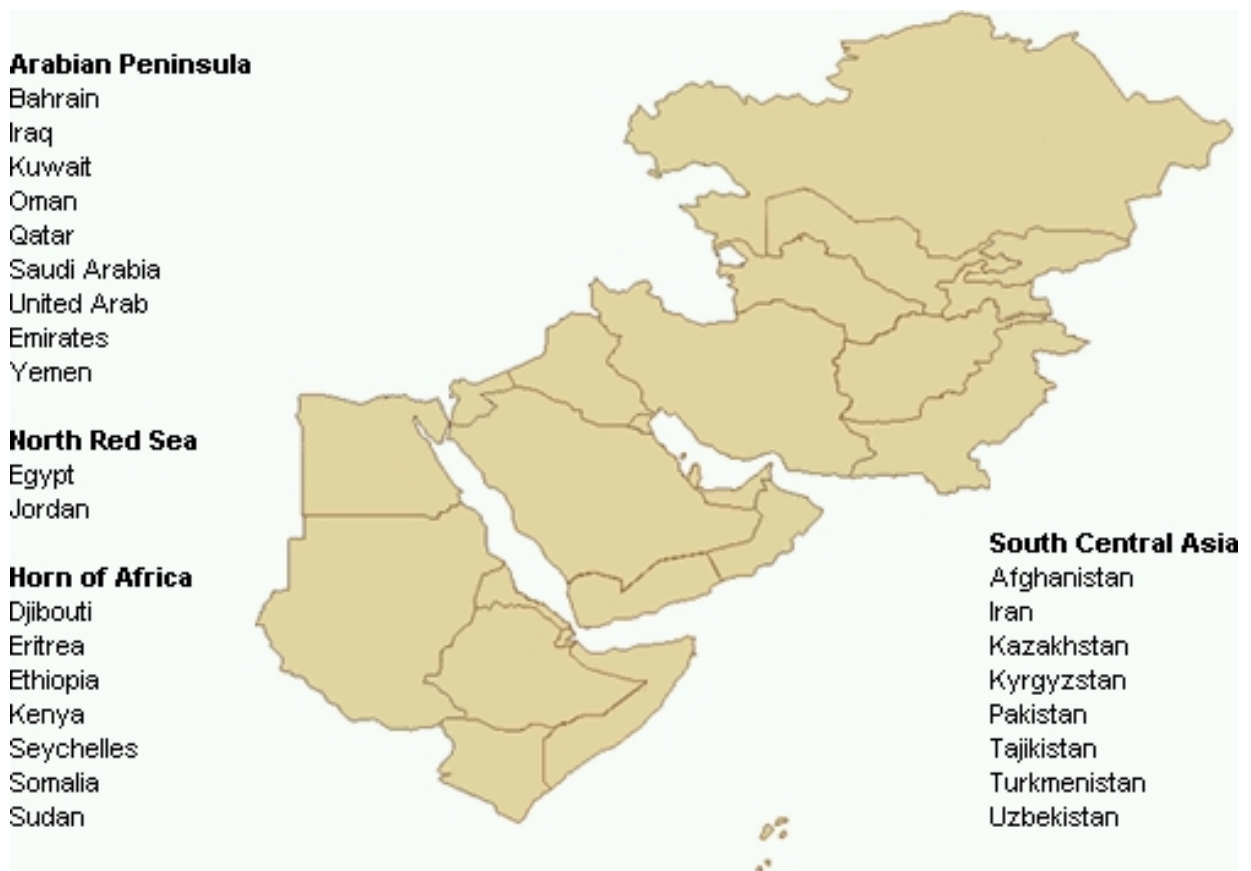 Arabian Peninsula
Bahrain
Iraq
Kuwait
Oman
Qatar
Saudi Arabia
United Arab
Emirates
Yemen
North Red Sea
Egypt
Jordan
Horn of Africa
Djibouti
Eritrea
Ethiopia
Kenya
Seychelles
Somalia
Sudan
South Central Asia
Afghanistan
Iran
Kazakhstan
Kyrgyzstan
Pakistan
Tajikistan
Turkmenistan
Uzbekistan